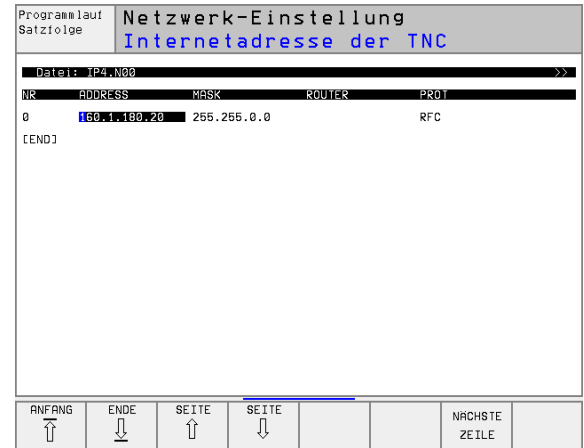 Programmlauf
Satzfolge
Netzwerk-Einstellung
Internetadresse der TNC
Datei: IP4.N00 >>
NR ADDRESS MASK ROUTER PROT
0 160.1.180.20 255.255.0.0 RFC
[END]
ANFANG ENDE SEITE SEITE NÄCHSTE
ZEILE